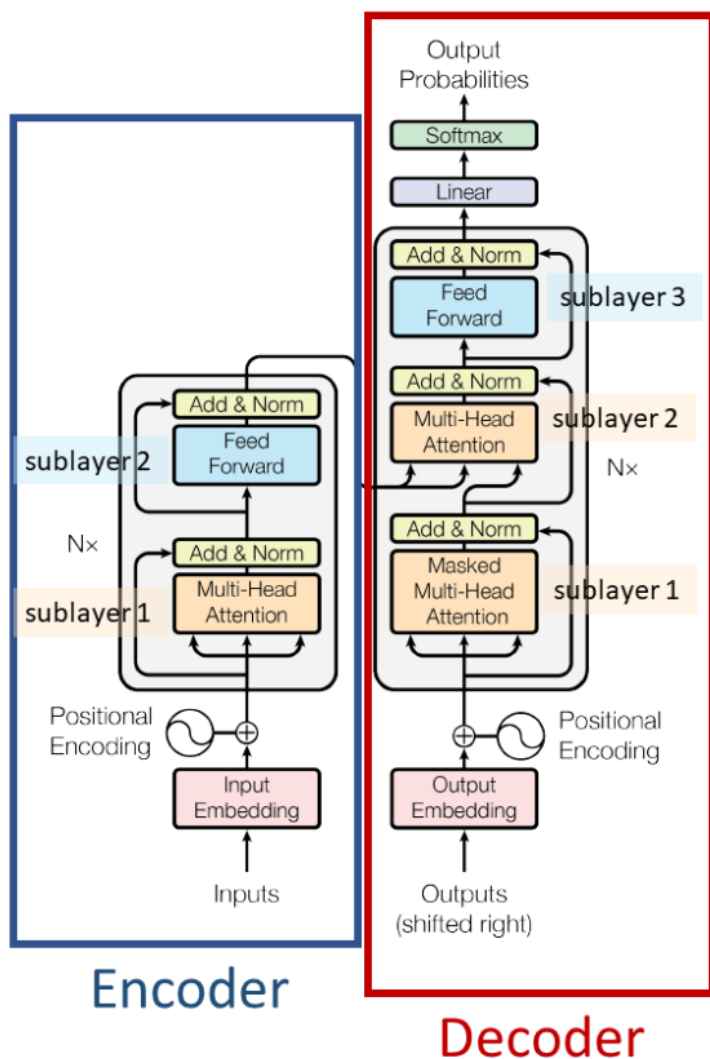 Output
Probabilities
Softmax
Linear
Add & Norm
Feed
Forward
sublayer 3
Add & Norm
Multi-Head
Attention
sublayer 2
Nx
Add & Norm
Masked
Multi-Head
Attention
sublayer 1
Positional
Encoding
Output
Embedding
Outputs
(shifted right)
Add & Norm
Feed
Forward
sublayer 2
Nx
Add & Norm
Multi-Head
Attention
sublayer 1
Positional
Encoding
Input
Embedding
Inputs
Encoder
Decoder